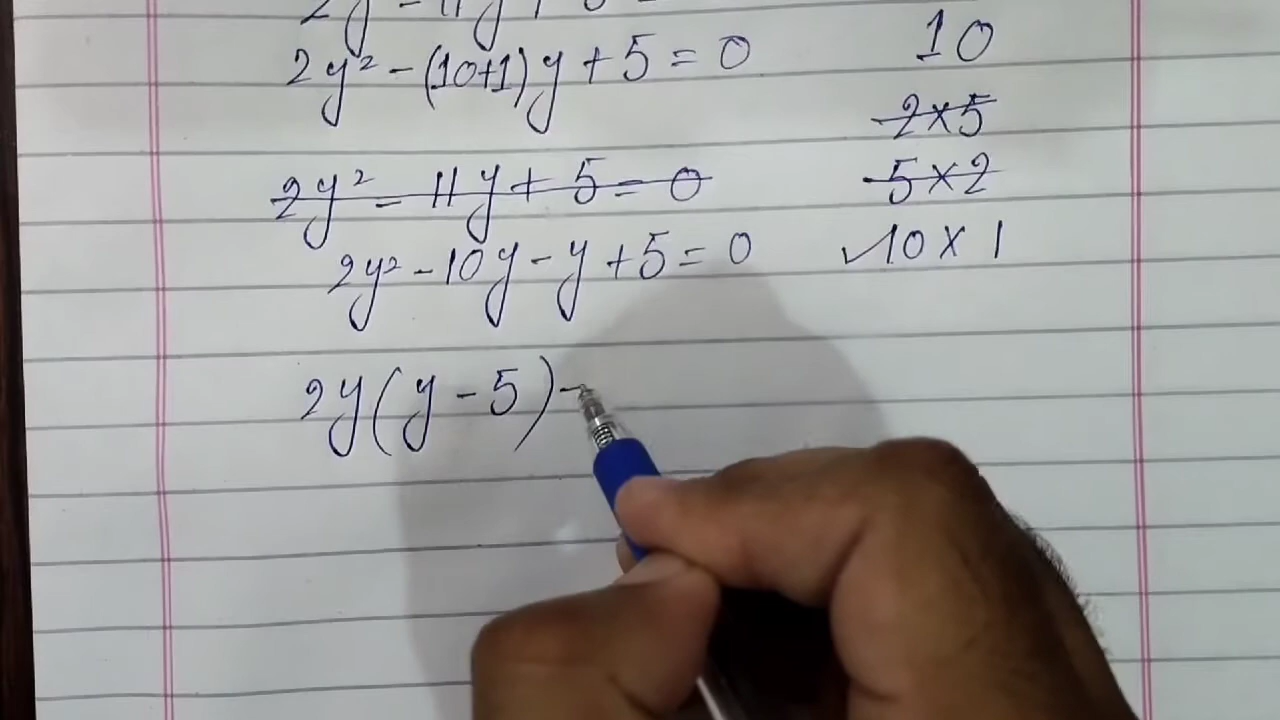 2y² - (10+1)y + 5 = 0
10
2×5
2y² - 11y + 5 = 0
5×2
2y² - 10y - y + 5 = 0
✓10 × 1
2y(y - 5) -